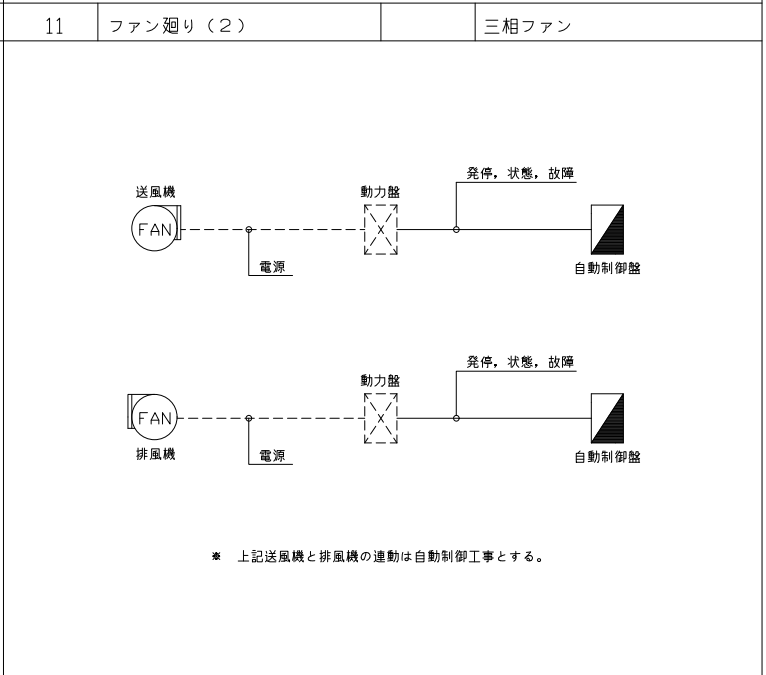 11 ファン廻り（２） 三相ファン
発停，状態，故障
送風機 動力盤
FAN
電源 自動制御盤
発停，状態，故障
動力盤
FAN
排風機 電源 自動制御盤
※ 上記送風機と排風機の連動は自動制御工事とする。